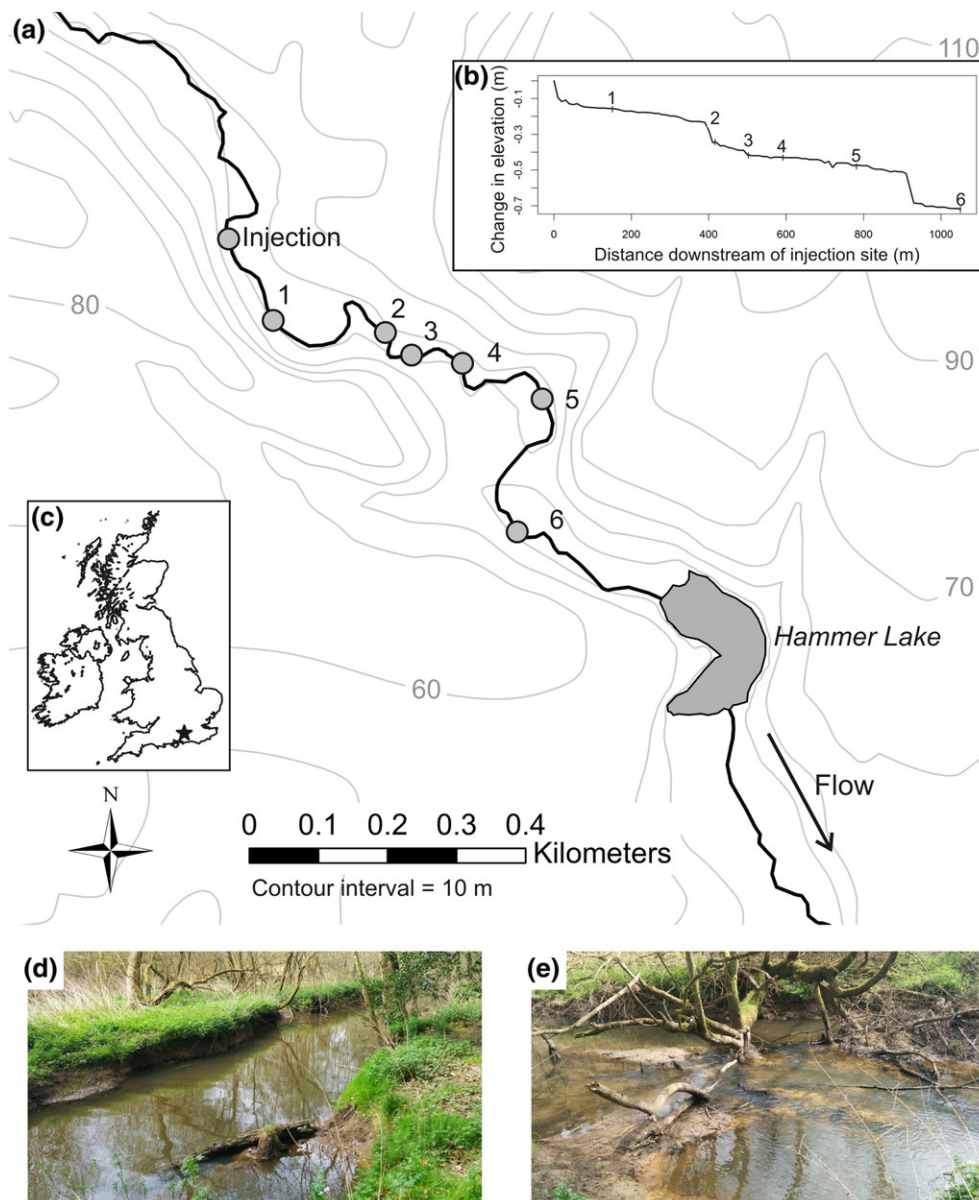 (a)
110
(b)
Change in elevation (m)
-0.1
-0.3
-0.5
-0.7
1
2
3
4
5
6
0
200
400
600
800
1000
Distance downstream of injection site (m)
Injection
80
1
2
3
4
5
90
6
(c)
70
Hammer Lake
60
N
Flow
0 0.1 0.2 0.3 0.4
Kilometers
Contour interval = 10 m
(d)
(e)